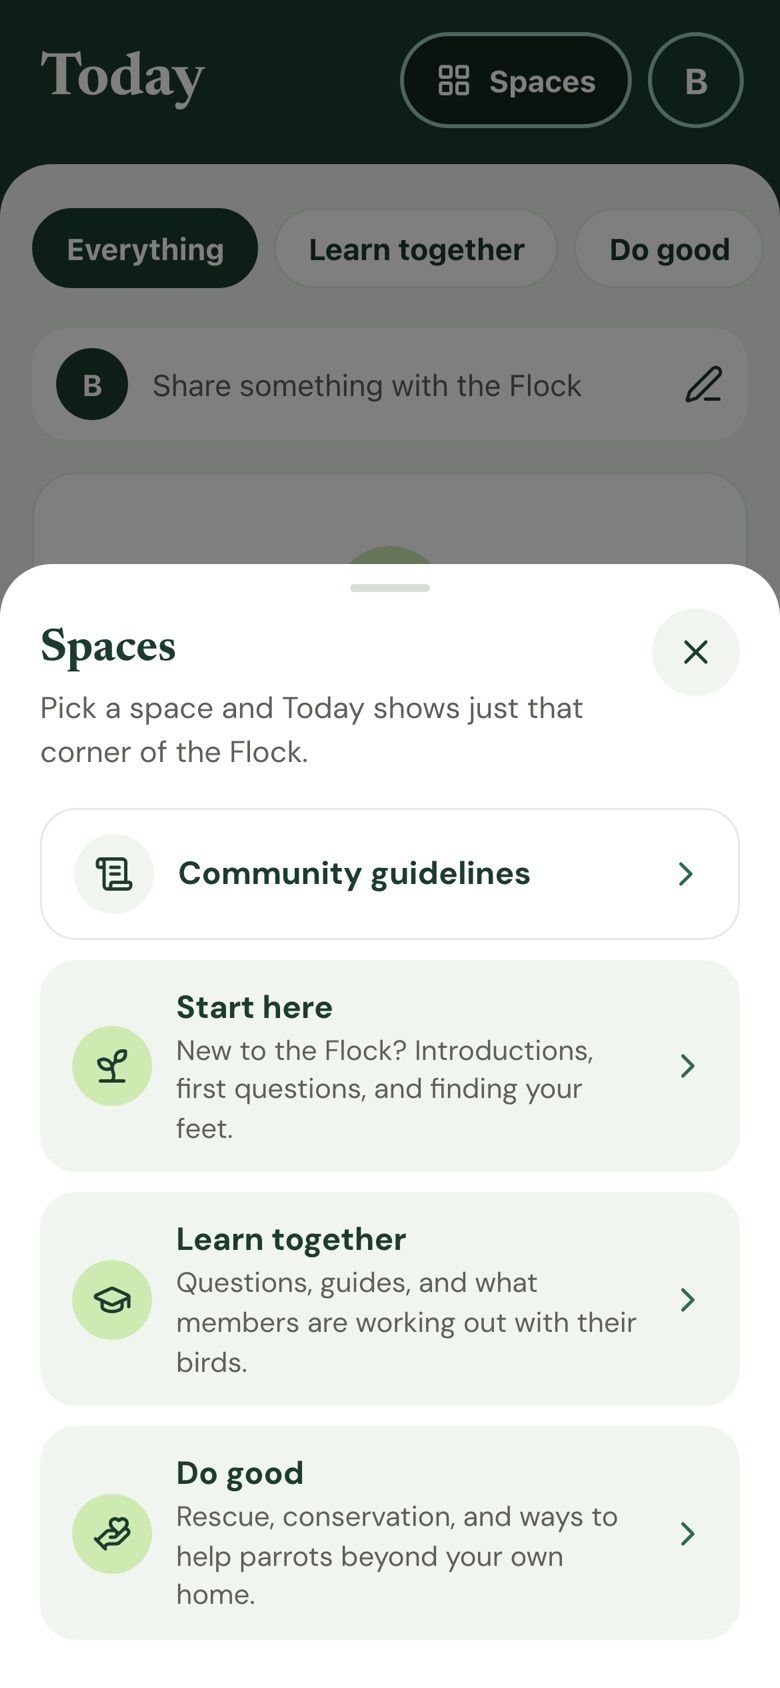 Today
Spaces
B
Everything
Learn together
Do good
B
Share something with the Flock
Spaces
Pick a space and Today shows just that
corner of the Flock.
Community guidelines
Start here
New to the Flock? Introductions,
first questions, and finding your
feet.
Learn together
Questions, guides, and what
members are working out with their
birds.
Do good
Rescue, conservation, and ways to
help parrots beyond your own
home.